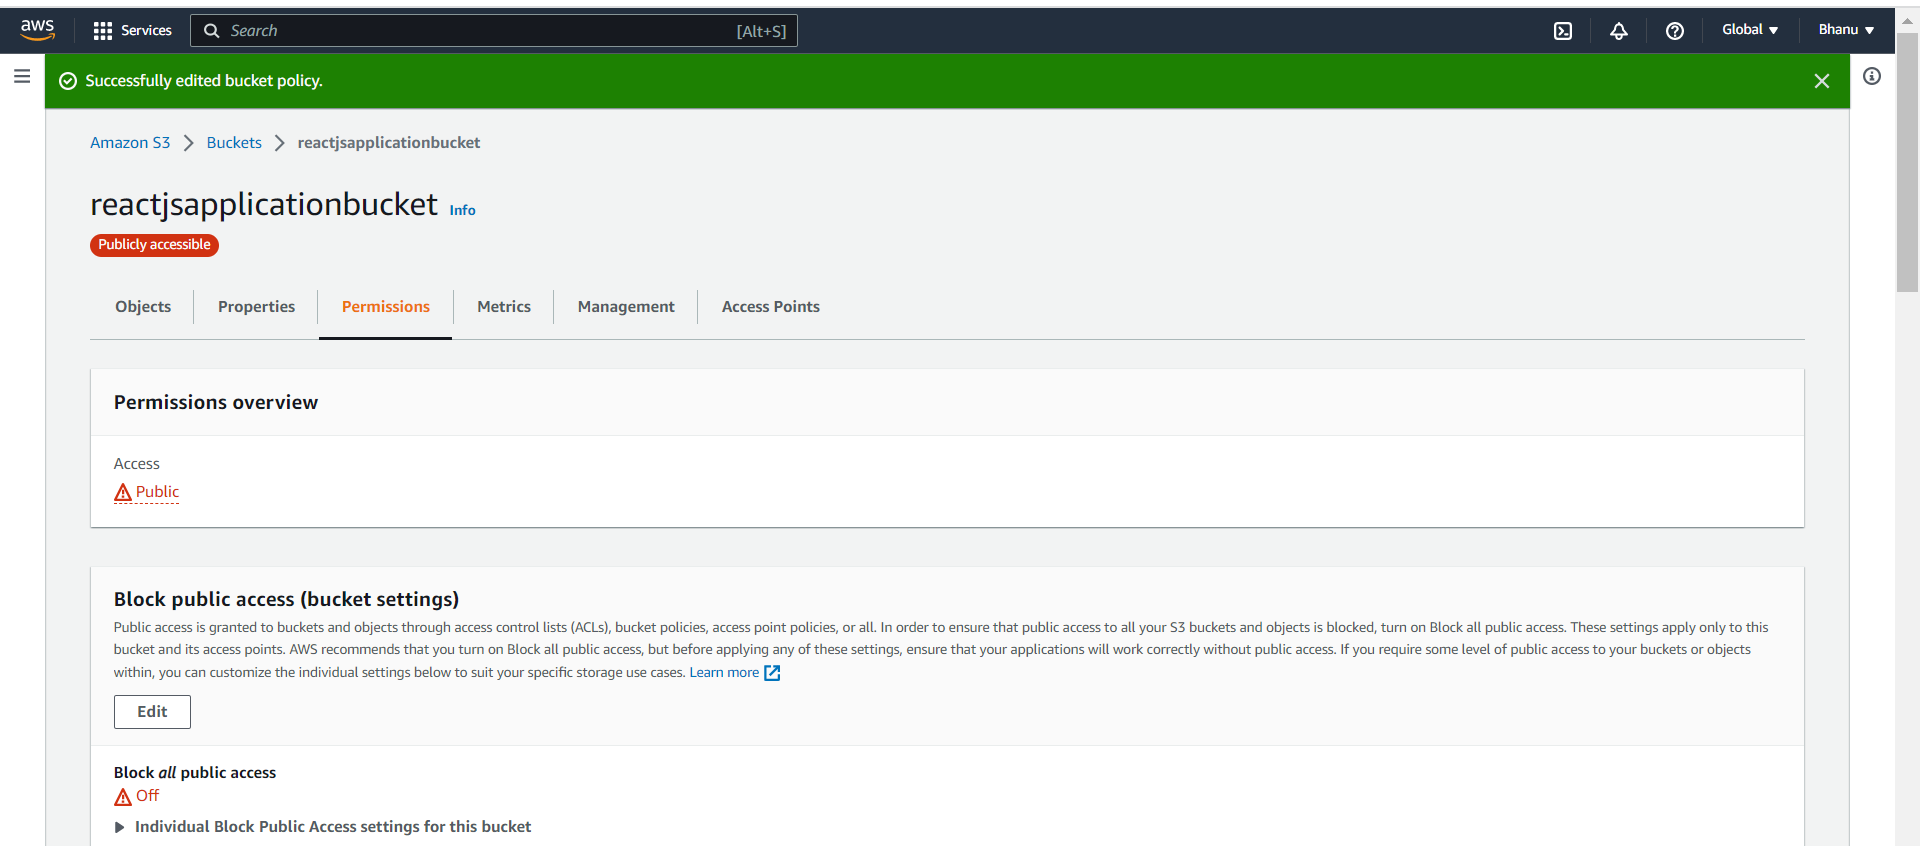 aws Services Search [Alt+S] Global Bhanu
Successfully edited bucket policy.
Amazon S3 Buckets reactjsapplicationbucket
reactjsapplicationbucket Info
Publicly accessible
Objects Properties Permissions Metrics Management Access Points
Permissions overview
Access
Public
Block public access (bucket settings)
Public access is granted to buckets and objects through access control lists (ACLs), bucket policies, access point policies, or all. In order to ensure that public access to all your S3 buckets and objects is blocked, turn on Block all public access. These settings apply only to this
bucket and its access points. AWS recommends that you turn on Block all public access, but before applying any of these settings, ensure that your applications will work correctly without public access. If you require some level of public access to your buckets or objects
within, you can customize the individual settings below to suit your specific storage use cases. Learn more
Edit
Block all public access
Off
Individual Block Public Access settings for this bucket